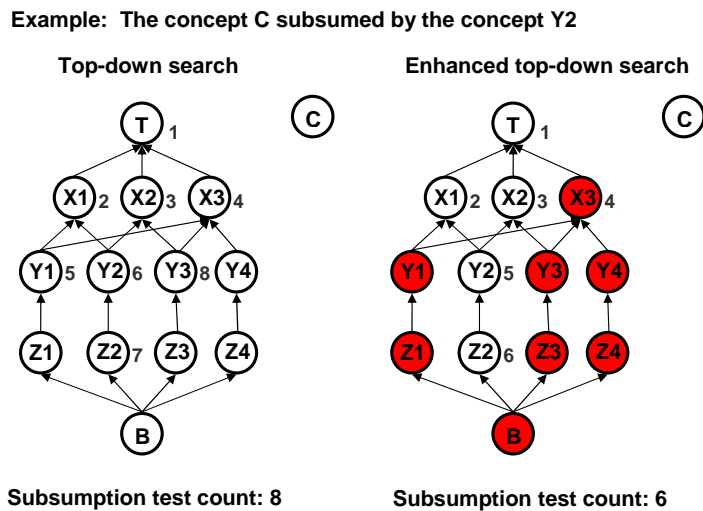 Example: The concept C subsumed by the concept Y2
Top-down search
T 1
C
X1 2 X2 3 X3 4
Y1 5 Y2 6 Y3 8 Y4
Z1 Z2 7 Z3 Z4
B
Subsumption test count: 8
Enhanced top-down search
T 1
C
X1 2 X2 3 X3 4
Y1 Y2 5 Y3 Y4
Z1 Z2 6 Z3 Z4
B
Subsumption test count: 6